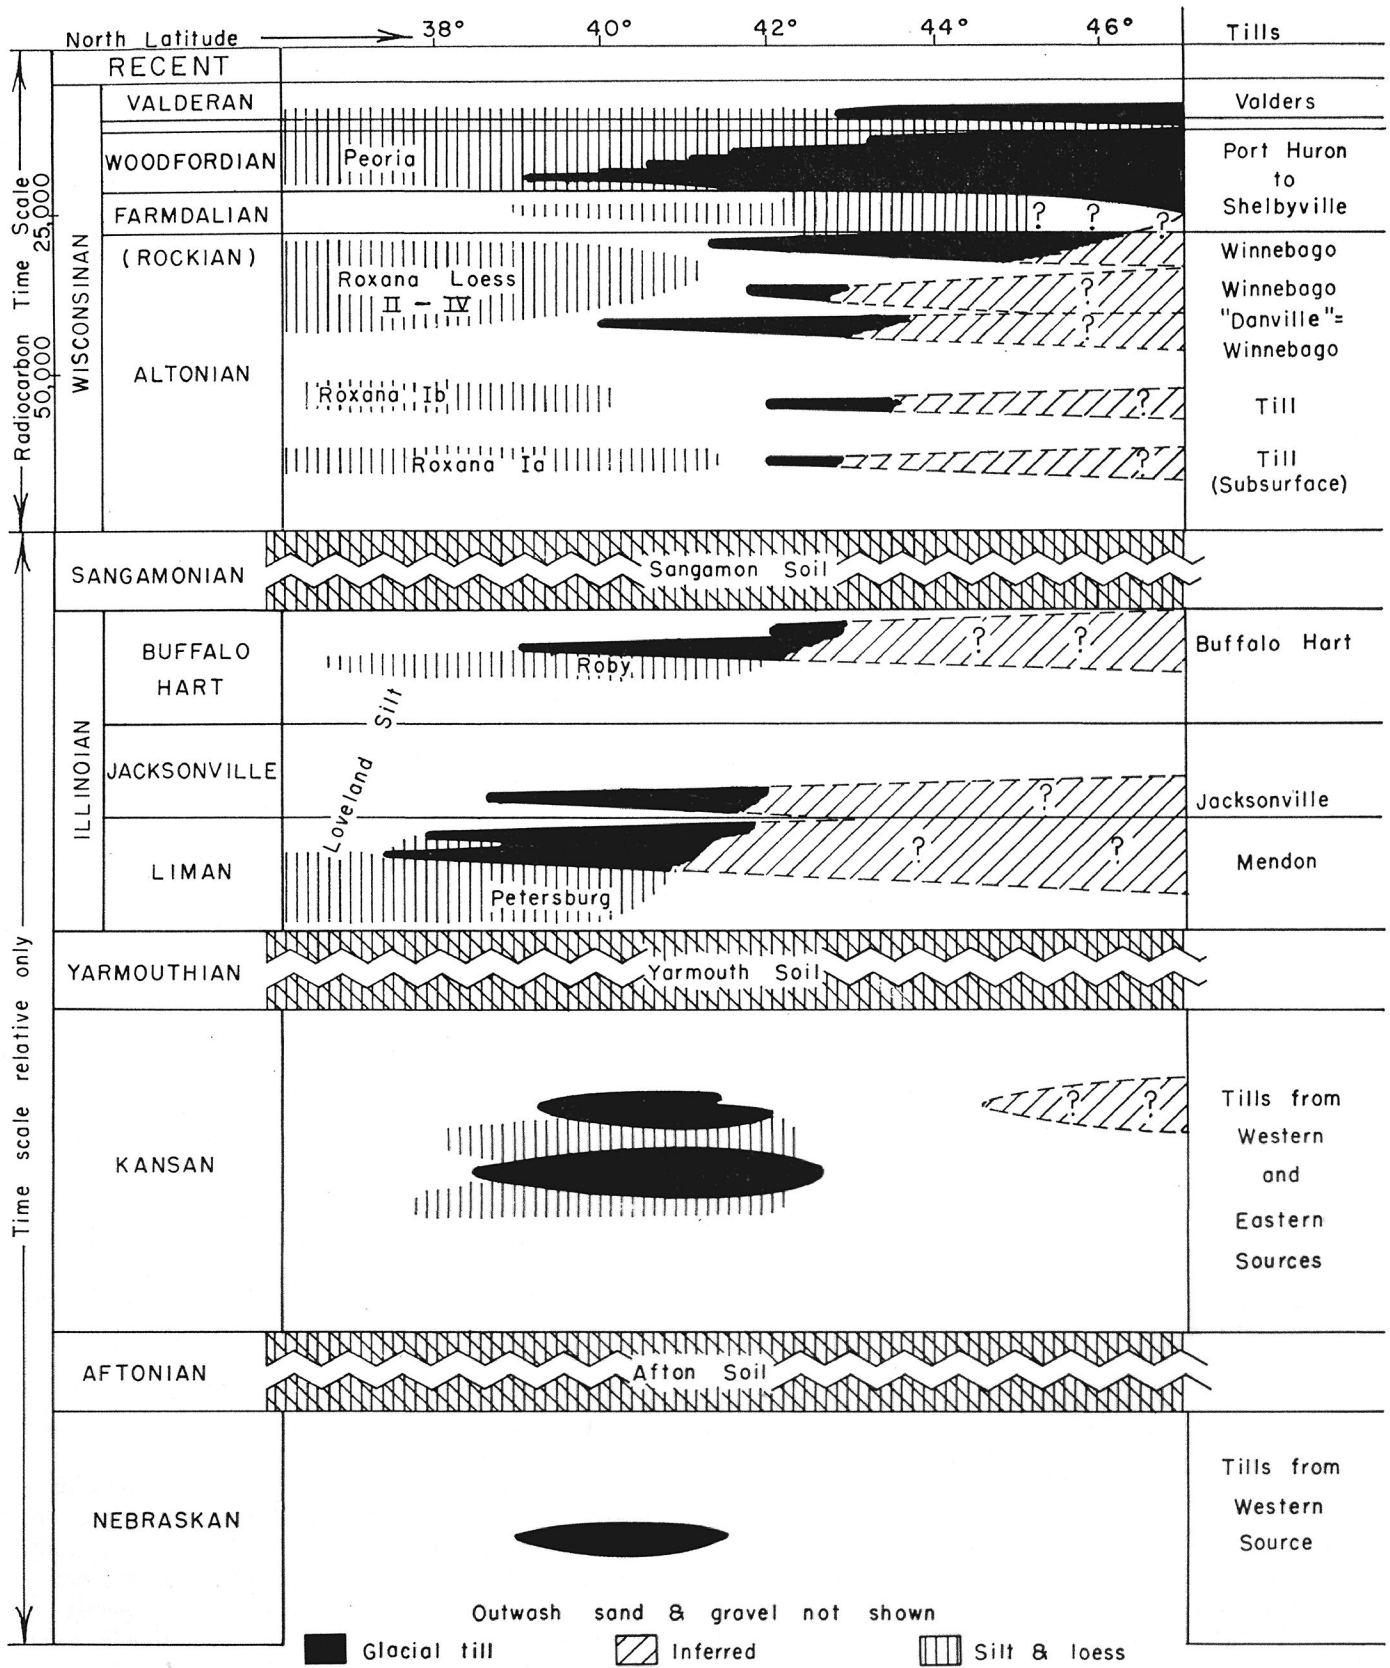 North Latitude
38° 40° 42° 44° 46°
Tills
RECENT
VALDERAN
Valders
WOODFORDIAN
Peoria
Port Huron
to
Shelbyville
FARMDALIAN
? ? ?
(ROCKIAN)
Winnebago
Roxana Loess
II – IV
?
Winnebago
?
"Danville"=
Winnebago
ALTONIAN
Roxana Ib
?
Till
Roxana Ia
?
Till
(Subsurface)
WISCONSINAN
Radiocarbon Time Scale
25,000
50,000
SANGAMONIAN
Sangamon Soil
BUFFALO
HART
Roby
? ?
Buffalo Hart
Loveland Silt
ILLINOIAN
JACKSONVILLE
?
Jacksonville
LIMAN
Petersburg
? ?
Mendon
YARMOUTHIAN
Yarmouth Soil
Time scale relative only
KANSAN
? ?
Tills from
Western
and
Eastern
Sources
AFTONIAN
Afton Soil
NEBRASKAN
Tills from
Western
Source
Outwash sand & gravel not shown
Glacial till
Inferred
Silt & loess